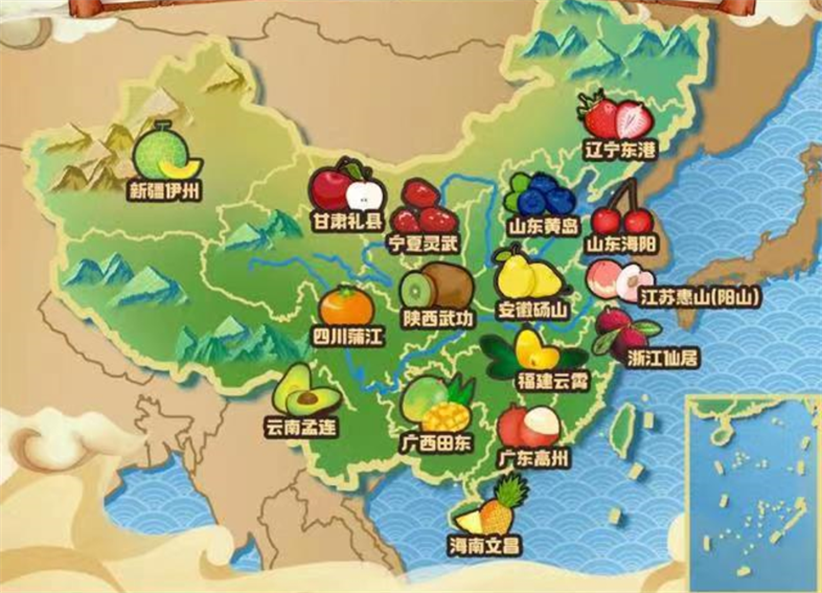 辽宁东港
新疆伊州
甘肃礼县
宁夏灵武
山东黄岛
山东海阳
江苏惠山(阳山)
安徽砀山
陕西武功
四川蒲江
浙江仙居
福建云霄
云南孟连
广西田东
广东高州
海南文昌